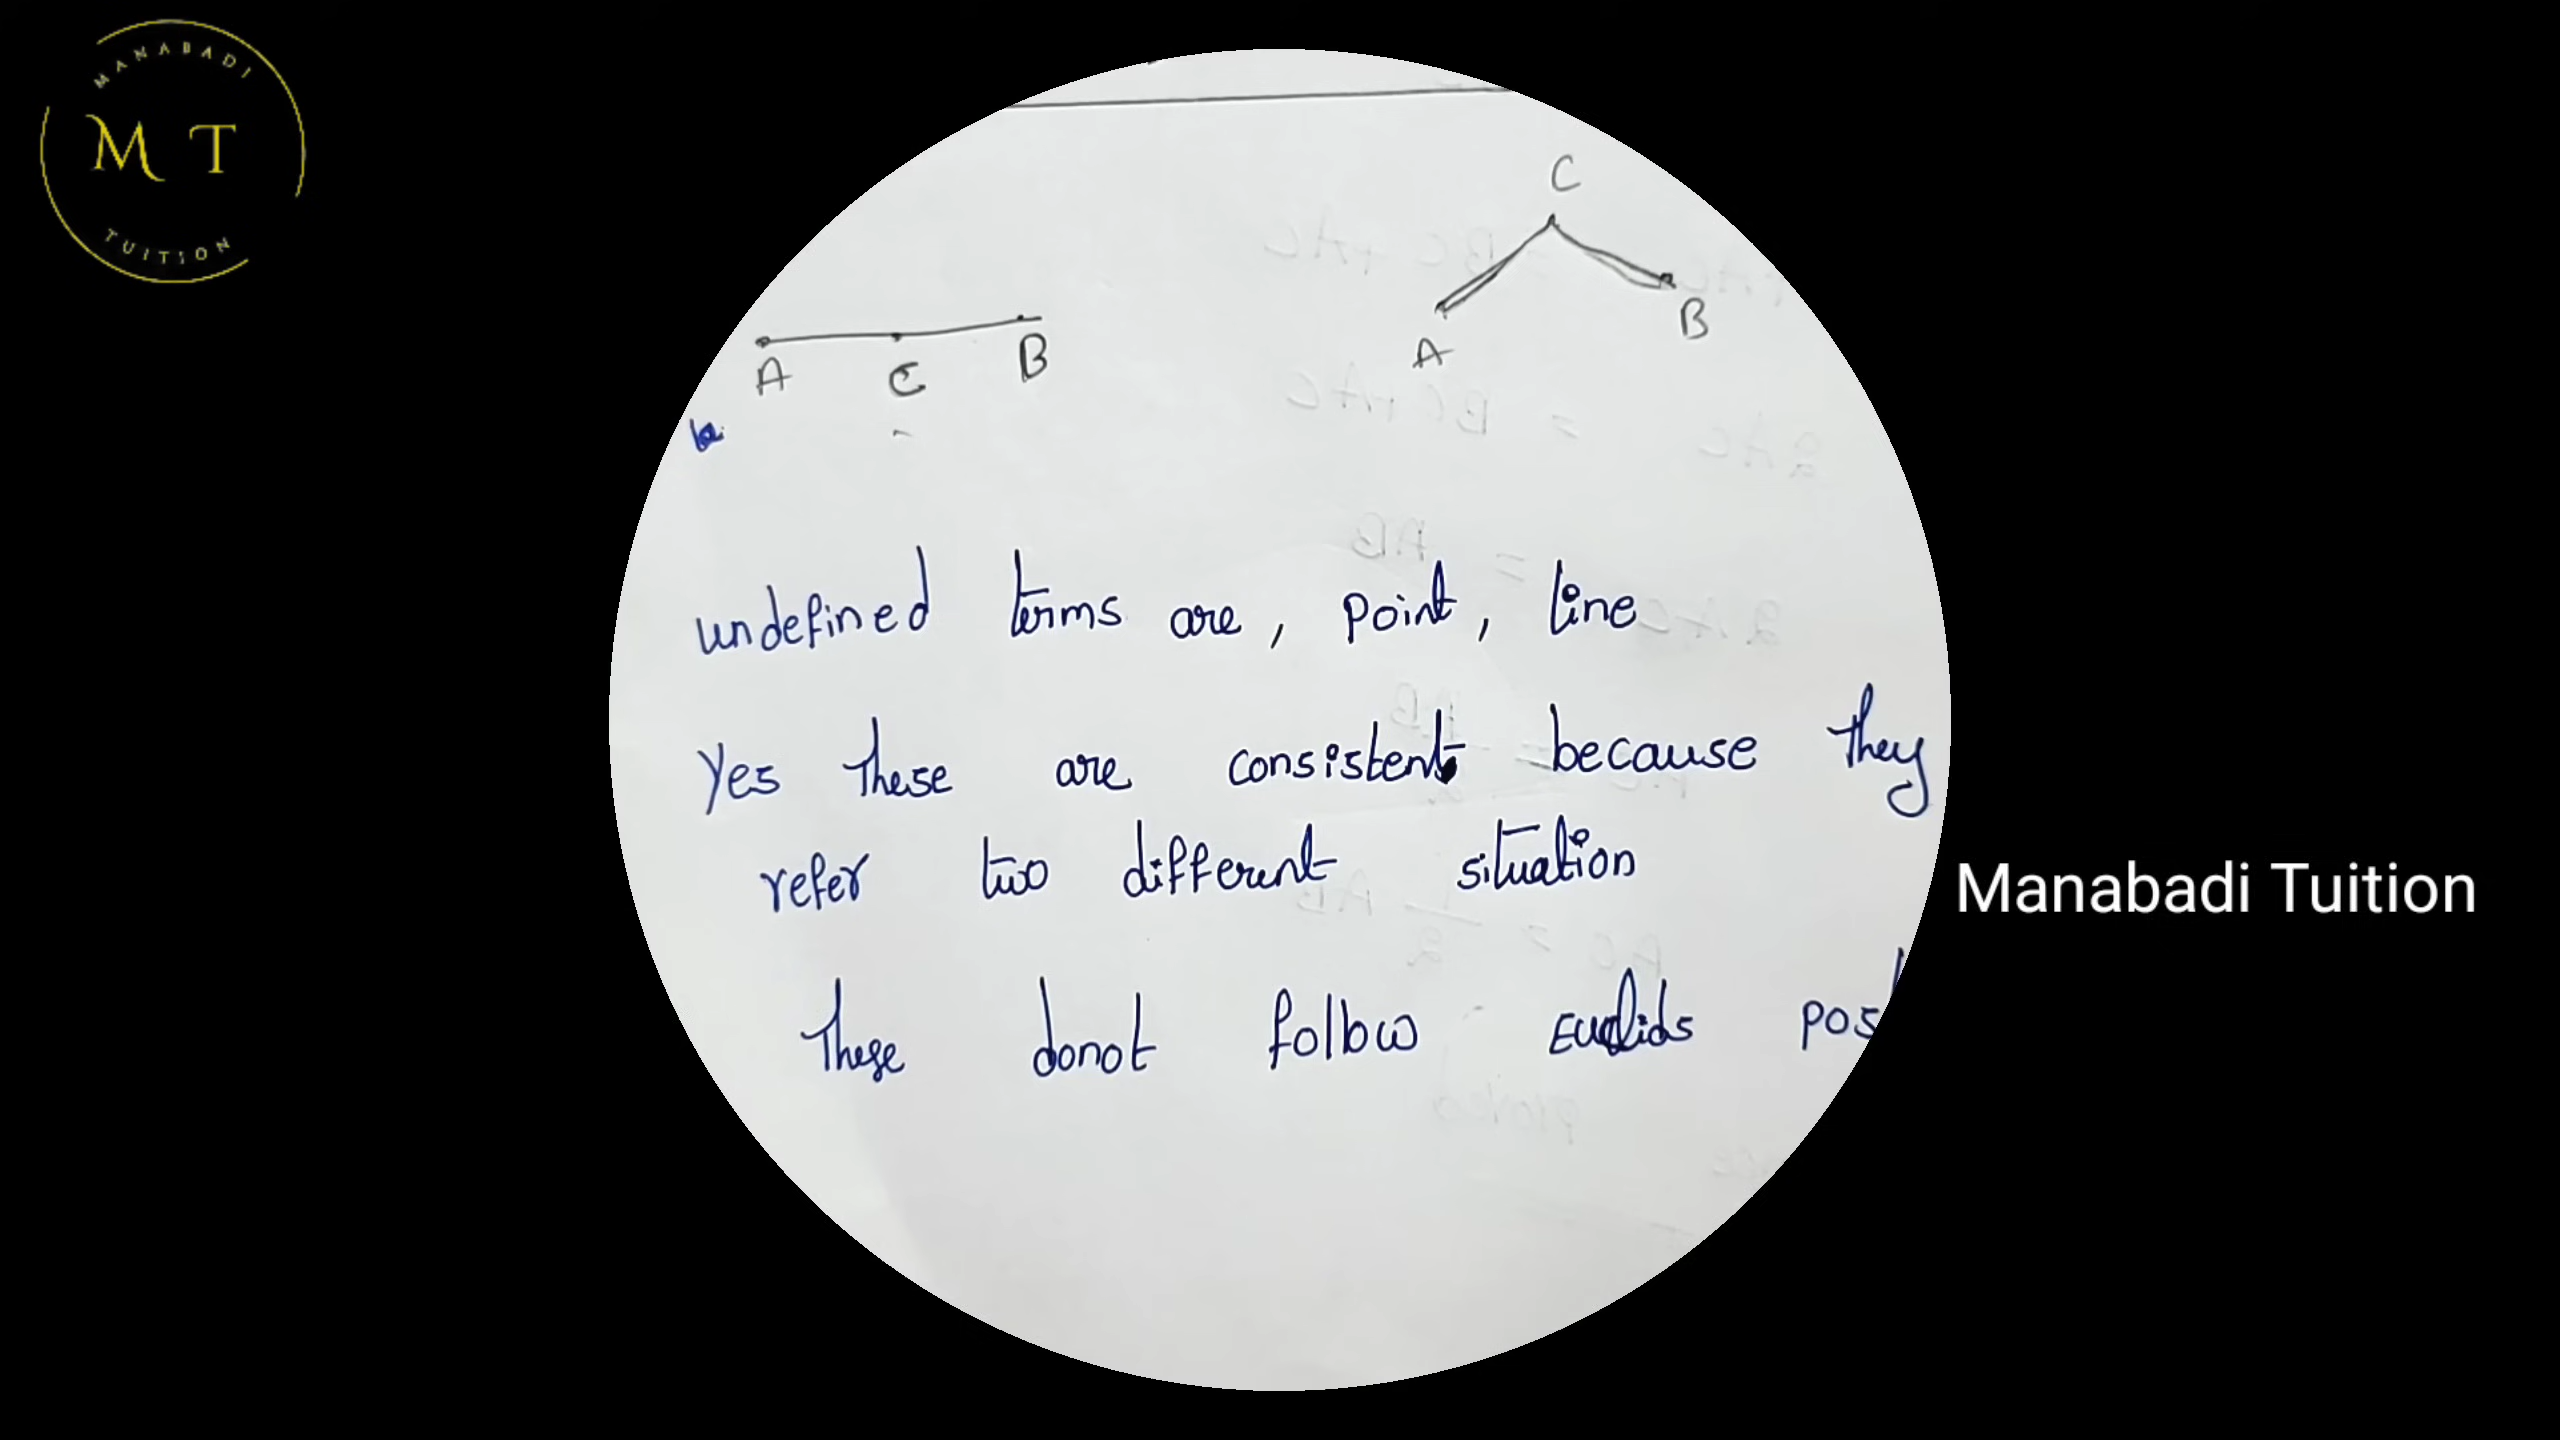 MANABADI
M T
TUITION
C
A
B
A
C
B
undefined terms are, point, line
Yes these are consistent because they
refer two different situation
Manabadi Tuition
These donot follow Euclids pos